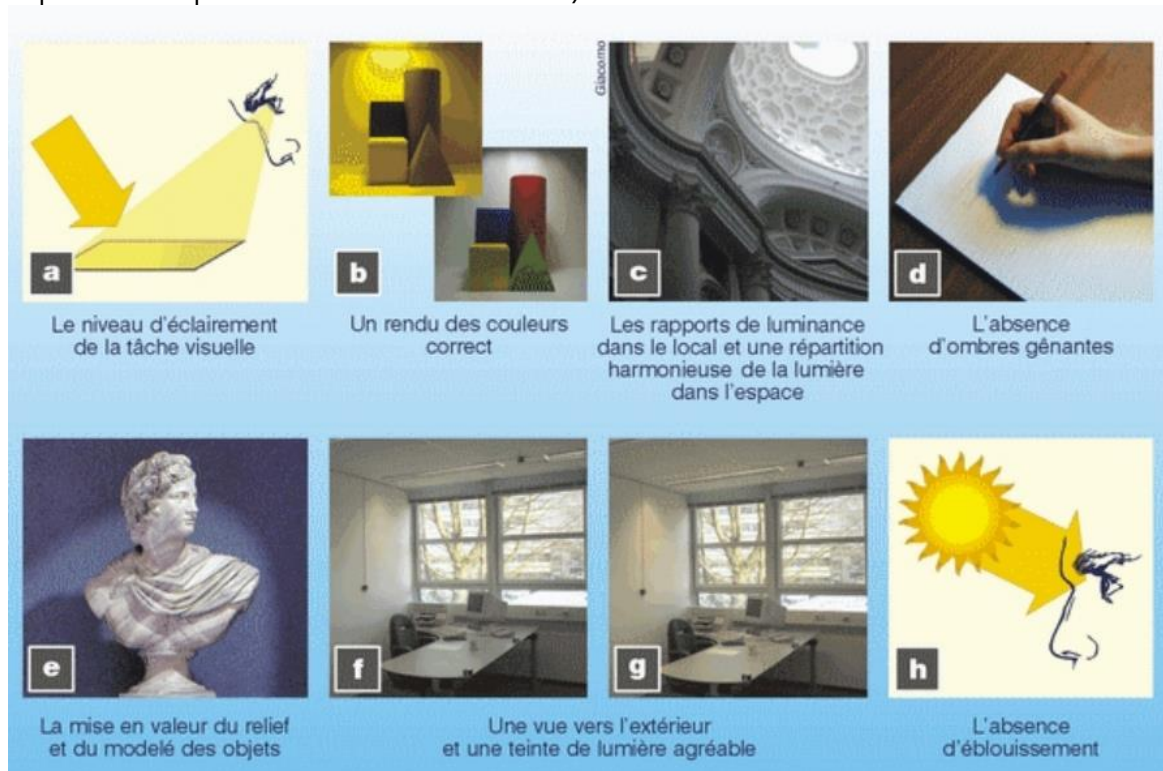 Giacomo
a
b
c
d
Le niveau d'éclairement
de la tâche visuelle
Un rendu des couleurs
correct
Les rapports de luminance
dans le local et une répartition
harmonieuse de la lumière
dans l'espace
L'absence
d'ombres gênantes
e
f
g
h
La mise en valeur du relief
et du modelé des objets
Une vue vers l'extérieur
et une teinte de lumière agréable
L'absence
d'éblouissement